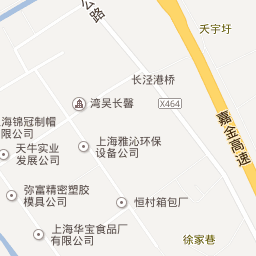 公路
夭宇圩
长泾港桥
湾吴长馨
X464
嘉金高速
上海锦冠制帽
有限公司
天牛实业
发展公司
上海雅沁环保
设备公司
弥富精密塑胶
模具公司
恒村箱包厂
上海华宝食品厂
有限公司
徐家巷